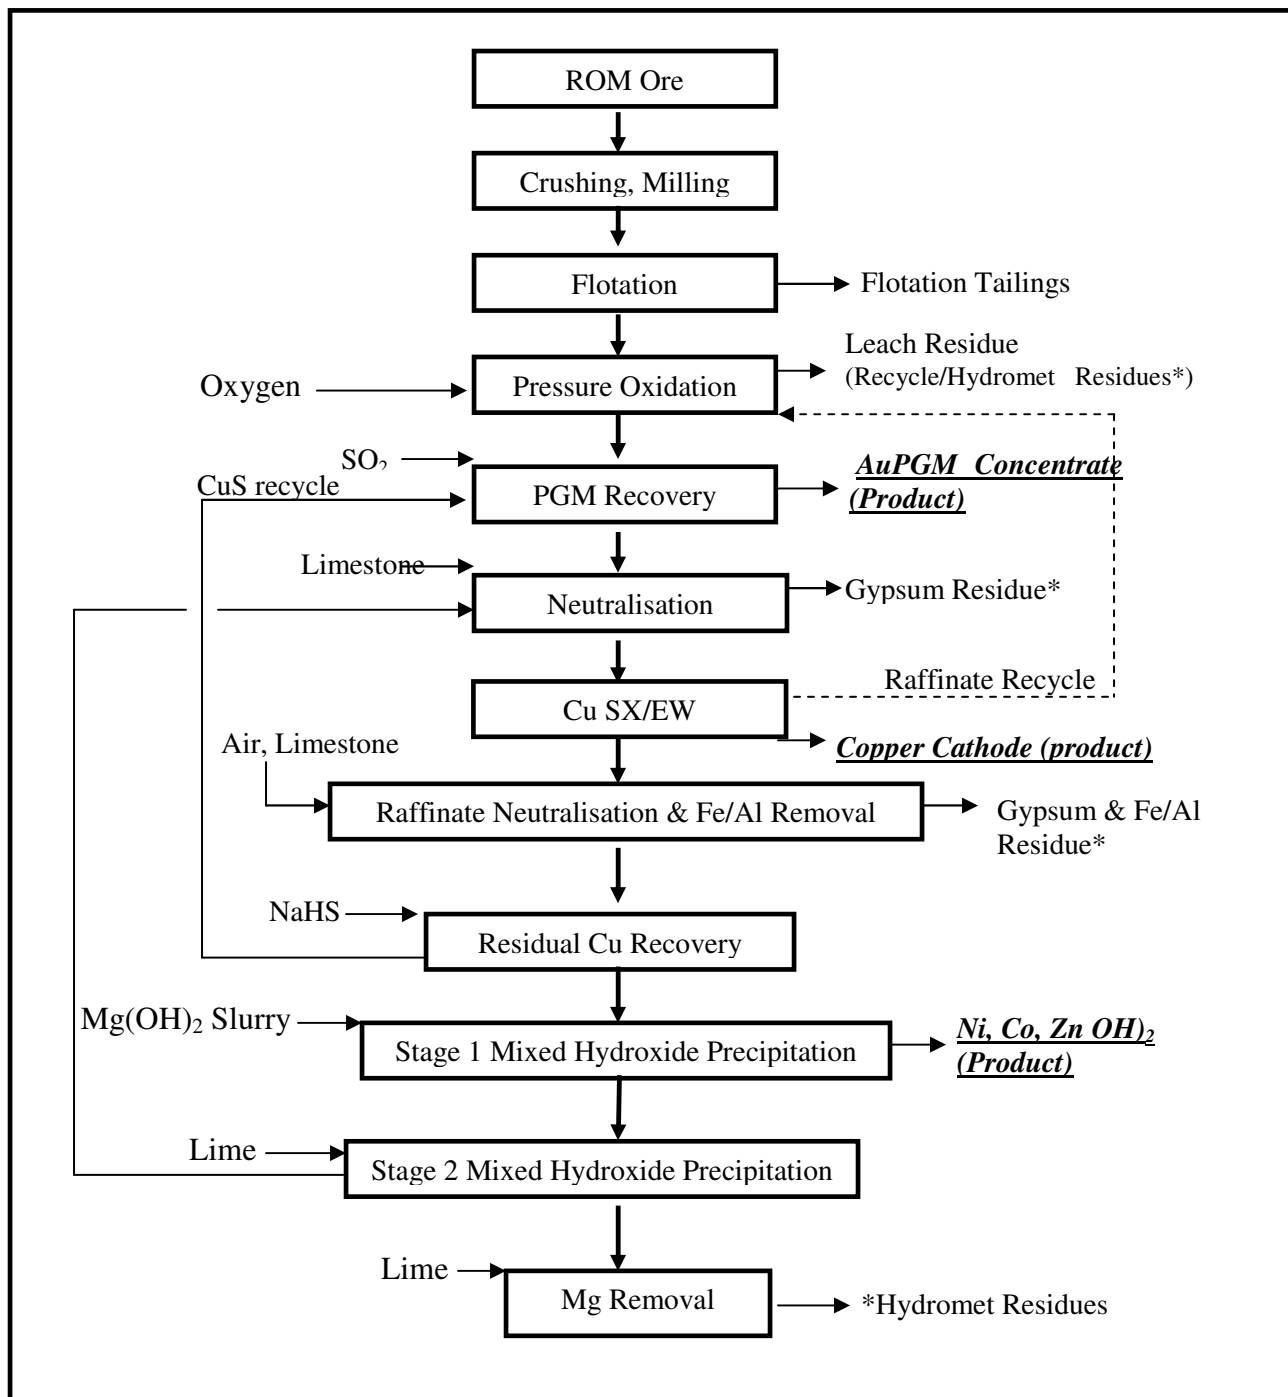 ROM Ore
Crushing, Milling
Flotation
Flotation Tailings
Leach Residue
(Recycle/Hydromet Residues*)
Oxygen
Pressure Oxidation
SO₂
CuS recycle
PGM Recovery
AuPGM Concentrate
(Product)
Limestone
Neutralisation
Gypsum Residue*
Raffinate Recycle
Cu SX/EW
Copper Cathode (product)
Air, Limestone
Raffinate Neutralisation & Fe/Al Removal
Gypsum & Fe/Al
Residue*
NaHS
Residual Cu Recovery
Mg(OH)₂ Slurry
Stage 1 Mixed Hydroxide Precipitation
Ni, Co, Zn OH)₂
(Product)
Lime
Stage 2 Mixed Hydroxide Precipitation
Lime
Mg Removal
*Hydromet Residues